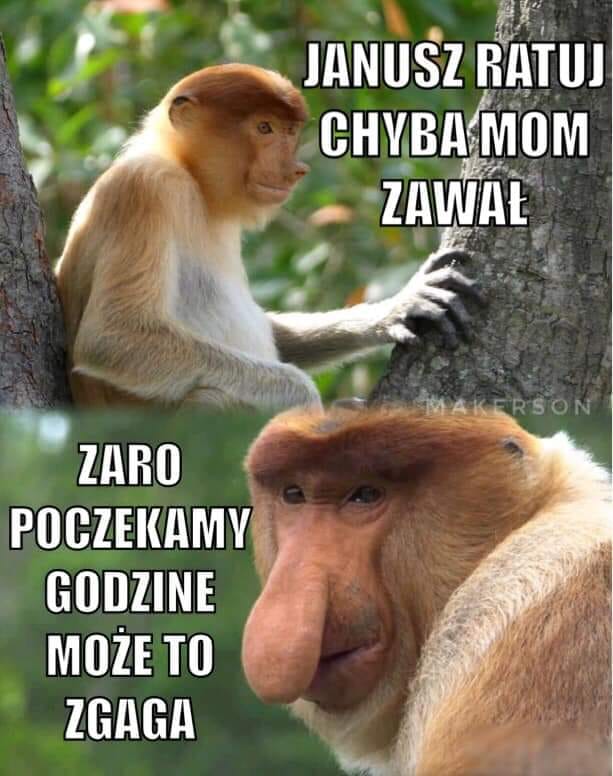 JANUSZ RATUJ
CHYBA MOM
ZAWAŁ
MAKERSON
ZARO
POCZEKAMY
GODZINE
MOŻE TO
ZGAGA